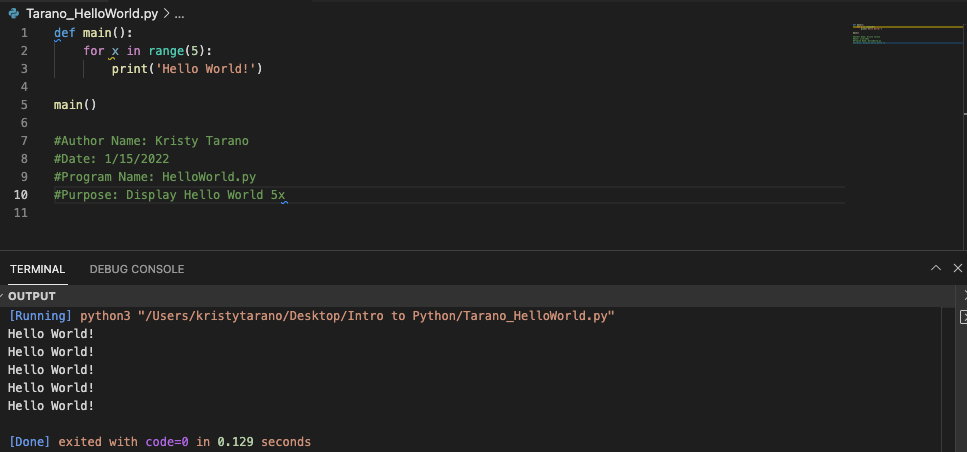 Tarano_HelloWorld.py > ...
1 def main():
2     for x in range(5):
3         print('Hello World!')
4
5 main()
6
7 #Author Name: Kristy Tarano
8 #Date: 1/15/2022
9 #Program Name: HelloWorld.py
10 #Purpose: Display Hello World 5x
11
TERMINAL DEBUG CONSOLE
OUTPUT
[Running] python3 "/Users/kristytarano/Desktop/Intro to Python/Tarano_HelloWorld.py"
Hello World!
Hello World!
Hello World!
Hello World!
Hello World!
[Done] exited with code=0 in 0.129 seconds